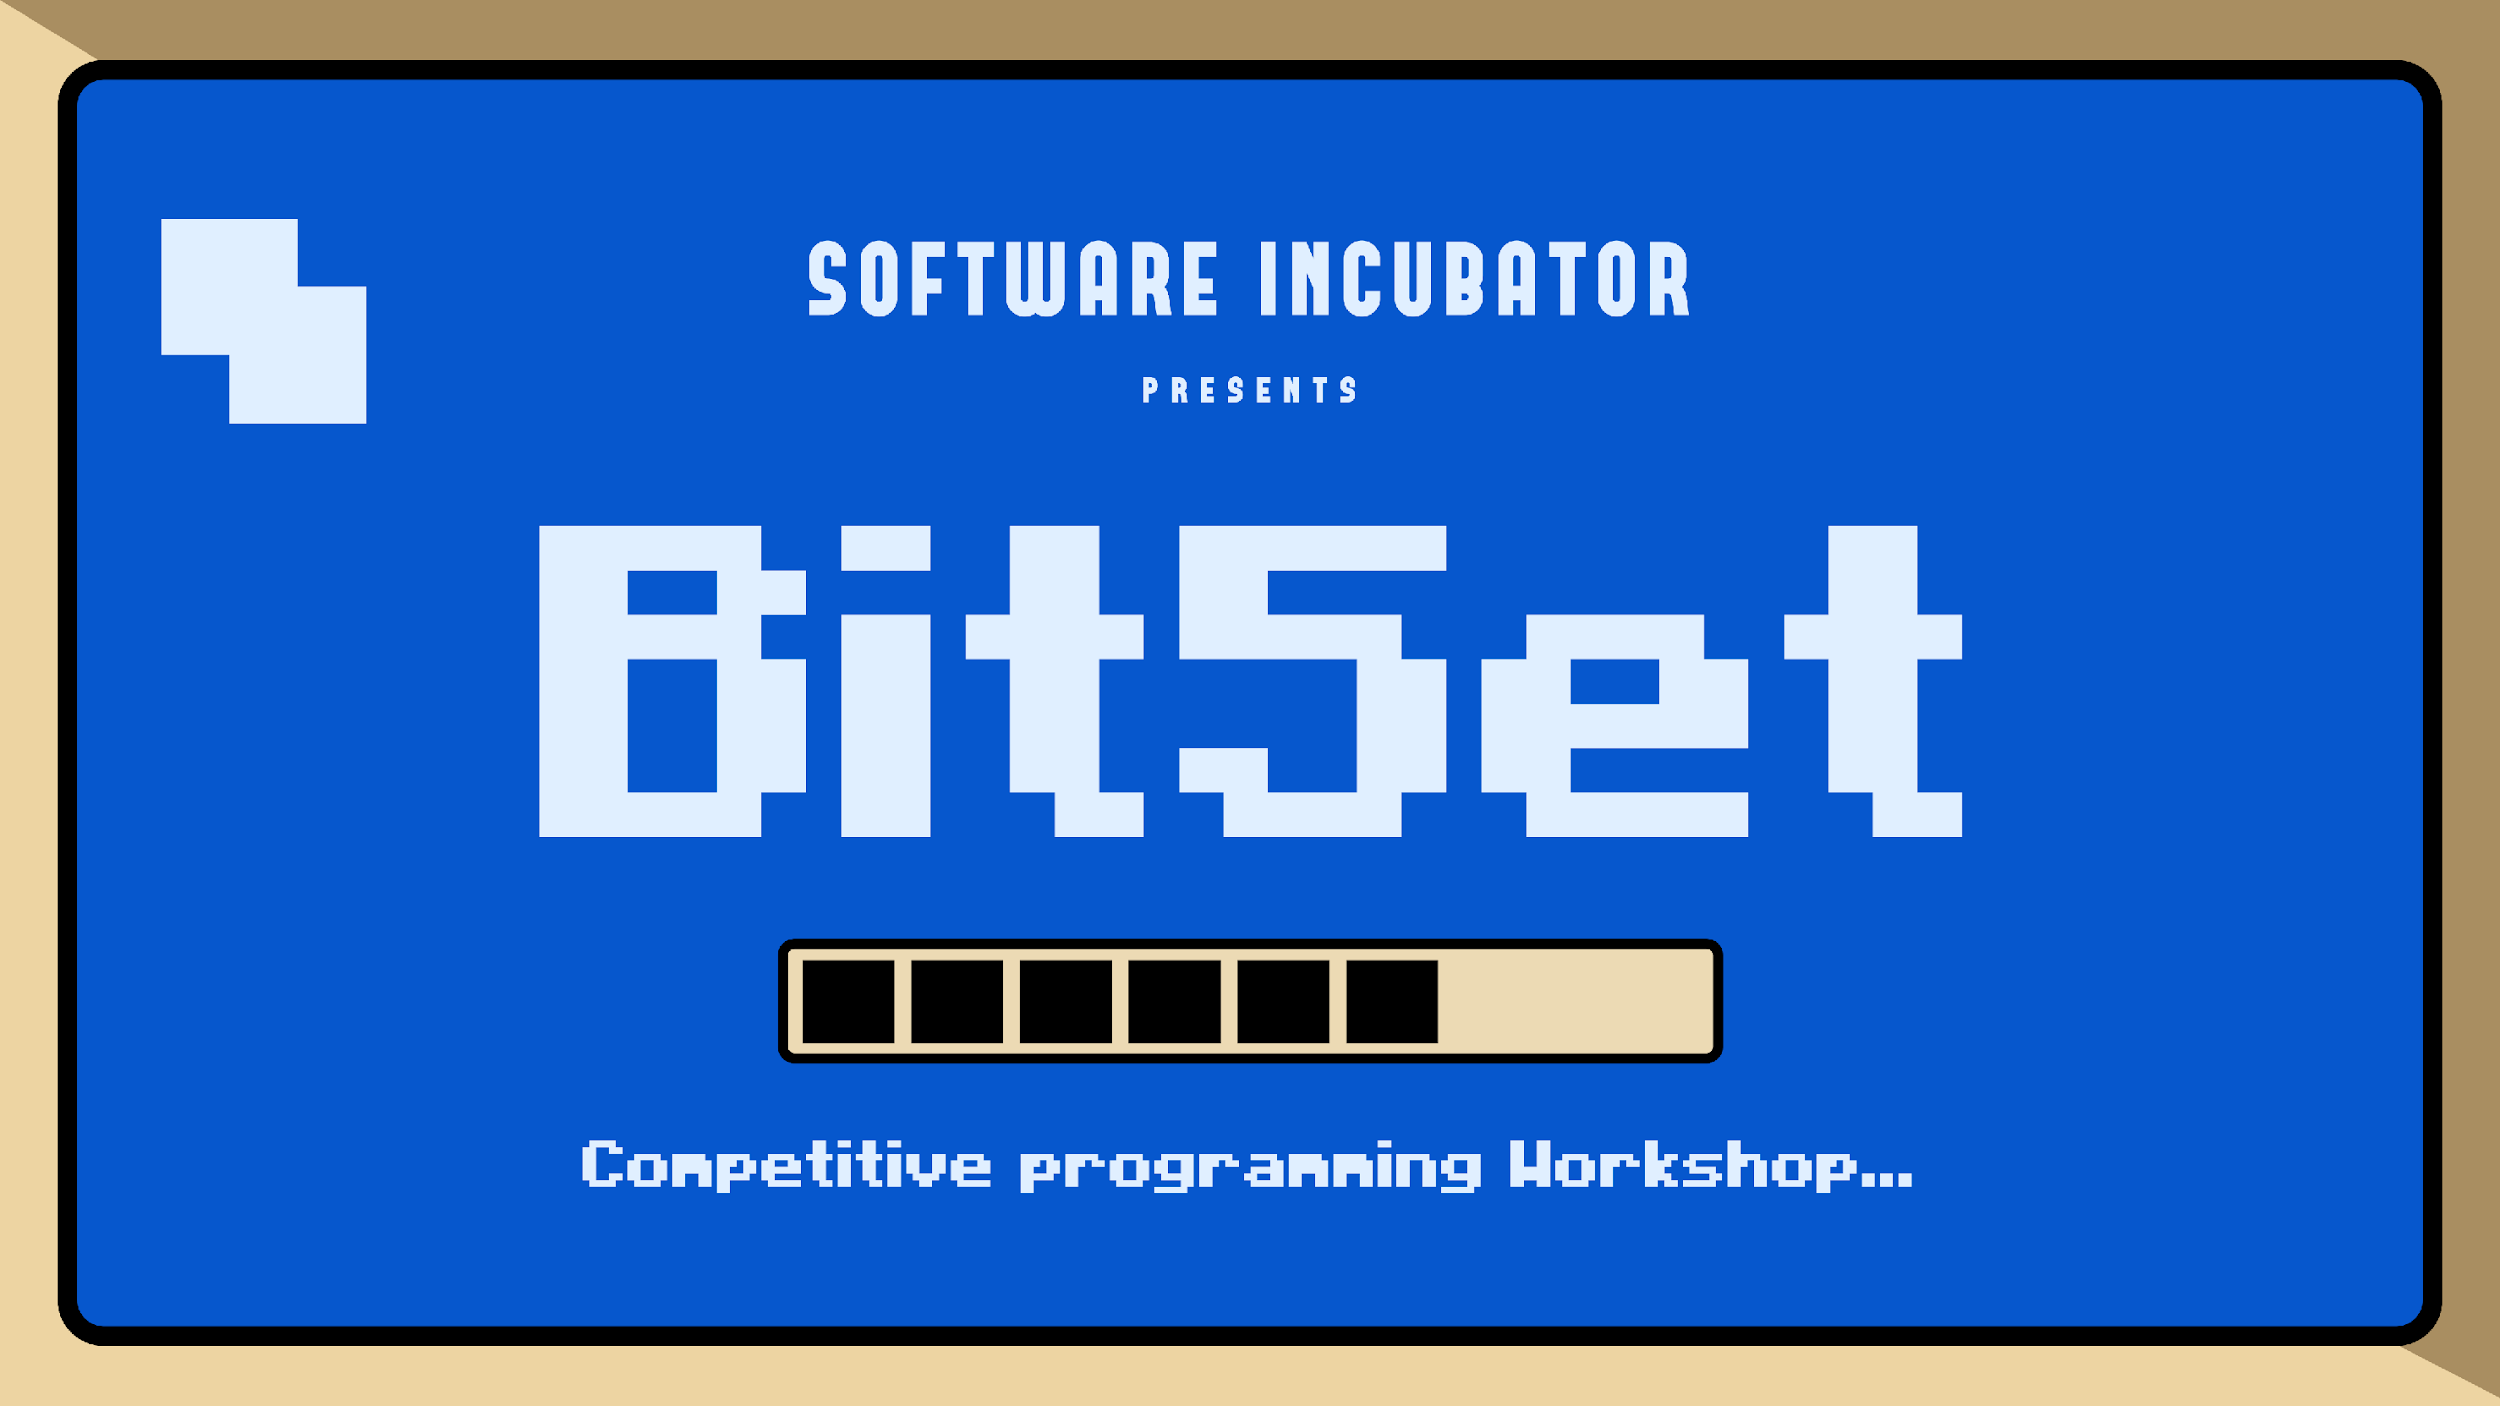 SOFTWARE INCUBATOR
PRESENTS
BitSet
Competitive programming Workshop...